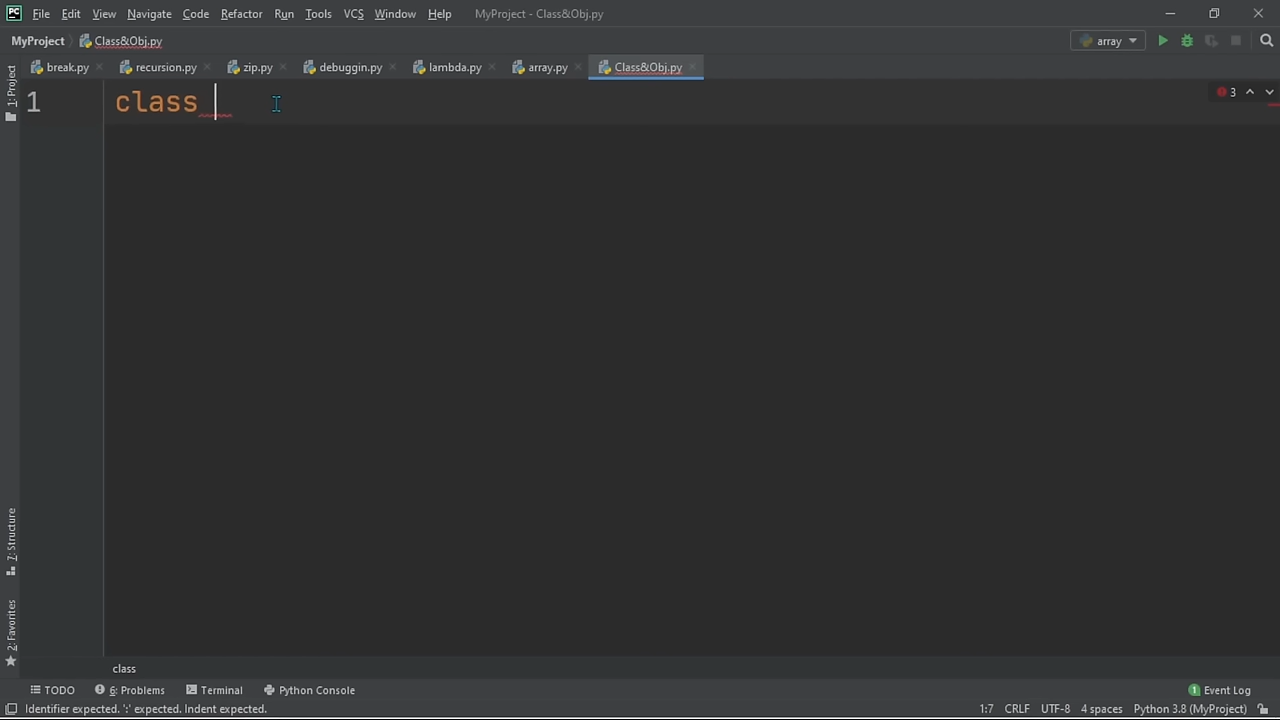 File Edit View Navigate Code Refactor Run Tools VCS Window Help MyProject - Class&Obj.py
MyProject Class&Obj.py array
break.py recursion.py zip.py debuggin.py lambda.py array.py Class&Obj.py
1: Project
1 class
3
7: Structure
2: Favorites
class
TODO 6: Problems Terminal Python Console 1 Event Log
Identifier expected. ':' expected. Indent expected. 1:7 CRLF UTF-8 4 spaces Python 3.8 (MyProject)